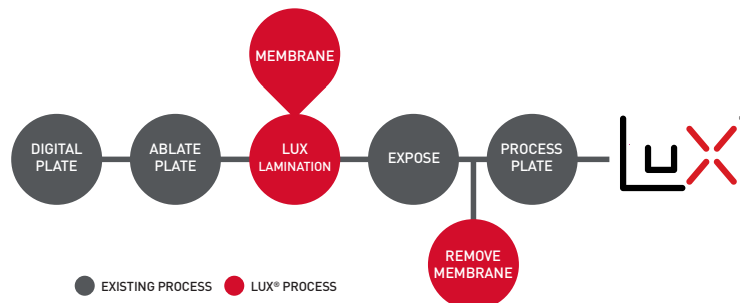 MEMBRANE
DIGITAL
PLATE
ABLATE
PLATE
LUX
LAMINATION
EXPOSE
PROCESS
PLATE
LUX
REMOVE
MEMBRANE
EXISTING PROCESS
LUX® PROCESS